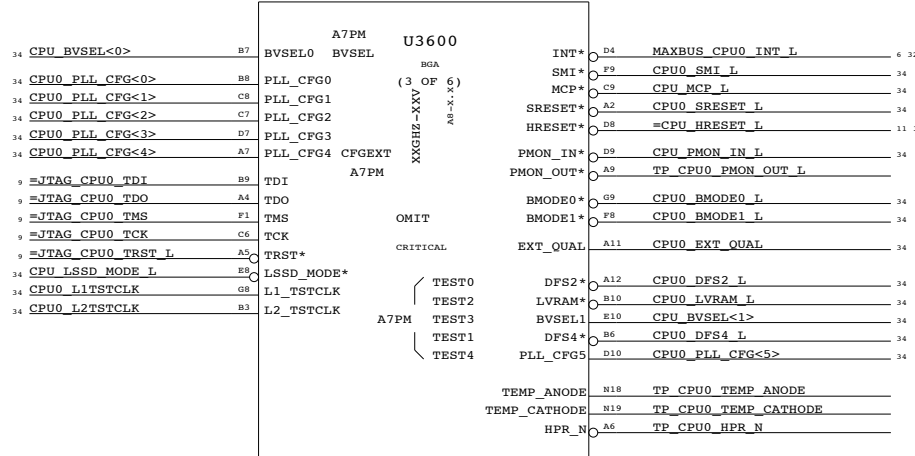 A7PM
U3600
34 CPU_BVSEL<0> B7 BVSEL0 BVSEL INT* D4 MAXBUS_CPU0_INT_L 6 32
BGA
SMI* F9 CPU0_SMI_L 34
34 CPU0_PLL_CFG<0> B8 PLL_CFG0 (3 OF 6) MCP* C9 CPU_MCP_L 34
34 CPU0_PLL_CFG<1> C8 PLL_CFG1 SRESET* A2 CPU0_SRESET_L 34
34 CPU0_PLL_CFG<2> C7 PLL_CFG2 HRESET* D8 =CPU_HRESET_L 11
34 CPU0_PLL_CFG<3> D7 PLL_CFG3
34 CPU0_PLL_CFG<4> A7 PLL_CFG4 CFGEXT PMON_IN* D9 CPU_PMON_IN_L 34
XXGHZ-XXV
A8-X.X
A7PM PMON_OUT* A9 TP_CPU0_PMON_OUT_L
9 =JTAG_CPU0_TDI B9 TDI
9 =JTAG_CPU0_TDO A4 TDO BMODE0* G9 CPU0_BMODE0_L 34
9 =JTAG_CPU0_TMS F1 TMS OMIT BMODE1* F8 CPU0_BMODE1_L 34
9 =JTAG_CPU0_TCK C6 TCK
9 =JTAG_CPU0_TRST_L A5 TRST* CRITICAL EXT_QUAL A11 CPU0_EXT_QUAL 34
34 CPU_LSSD_MODE_L E8 LSSD_MODE*
34 CPU0_L1TSTCLK G8 L1_TSTCLK TEST0 DFS2* A12 CPU0_DFS2_L 34
34 CPU0_L2TSTCLK B3 L2_TSTCLK TEST2 LVRAM* B10 CPU0_LVRAM_L 34
A7PM TEST3 BVSEL1 E10 CPU_BVSEL<1> 34
TEST1 DFS4* B6 CPU0_DFS4_L 34
TEST4 PLL_CFG5 D10 CPU0_PLL_CFG<5> 34
TEMP_ANODE N18 TP_CPU0_TEMP_ANODE
TEMP_CATHODE N19 TP_CPU0_TEMP_CATHODE
HPR_N A6 TP_CPU0_HPR_N